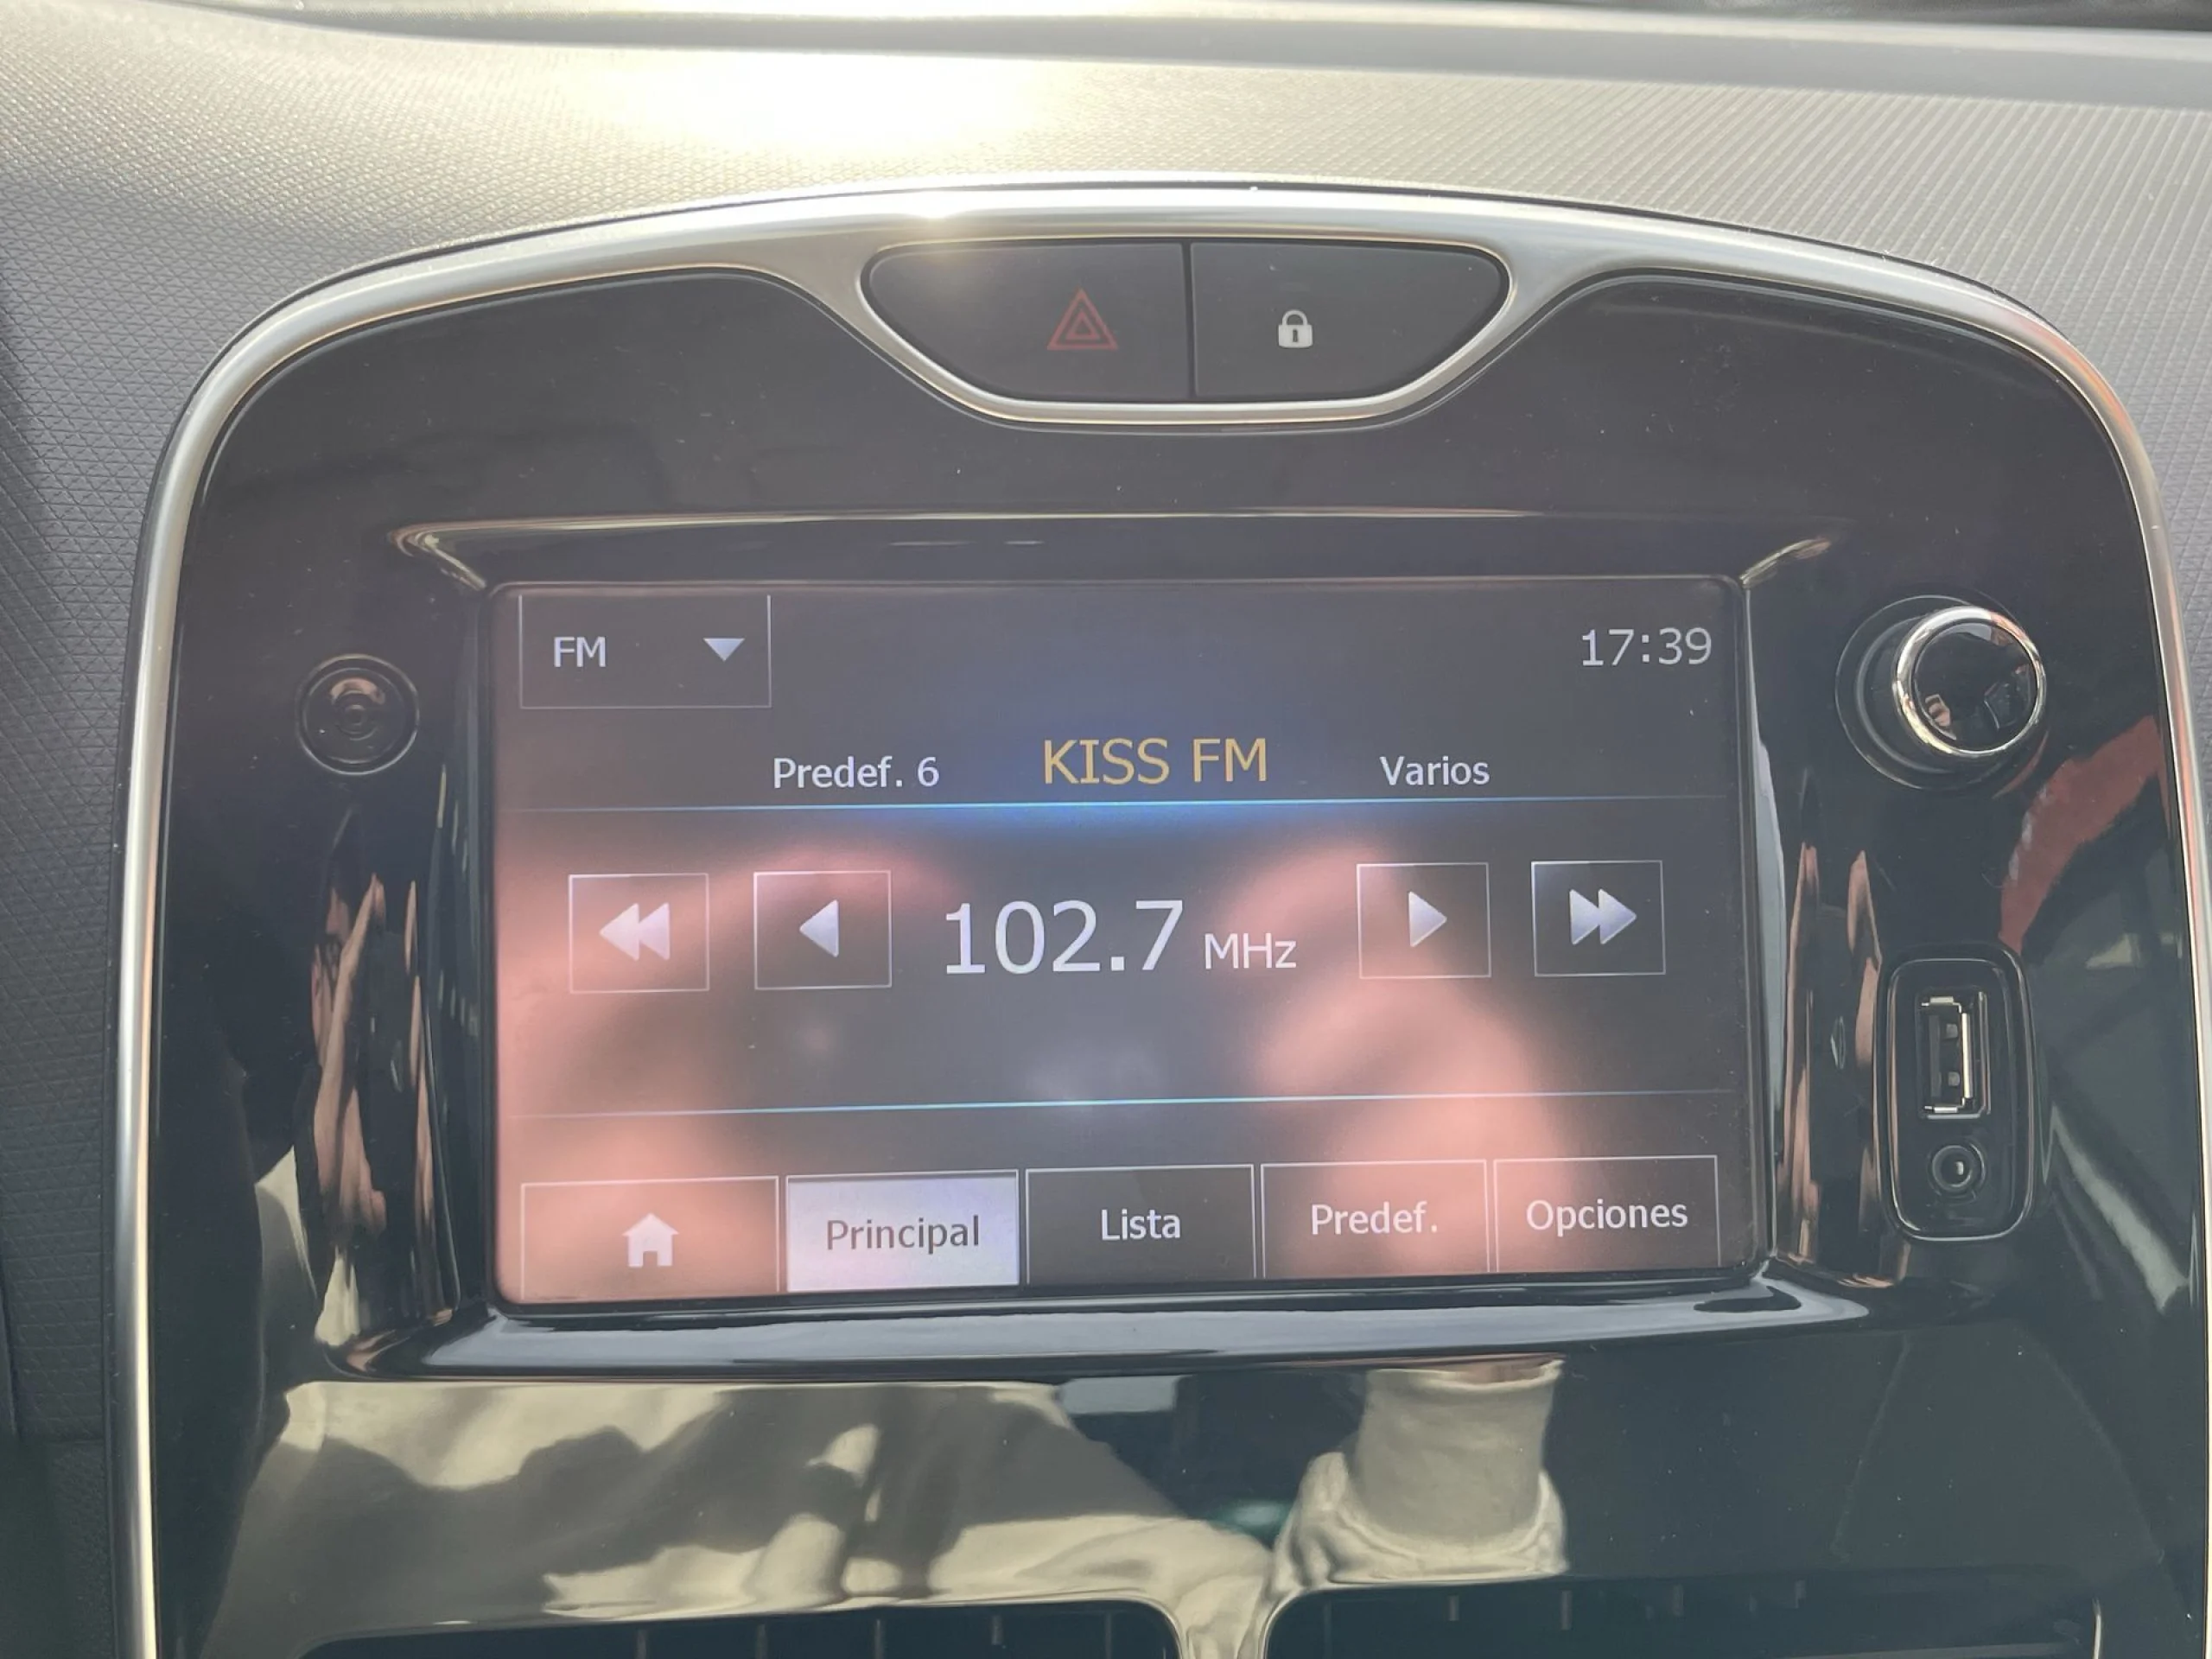 FM
17:39
Predef. 6
KISS FM
Varios
102.7 MHz
Principal
Lista
Predef.
Opciones